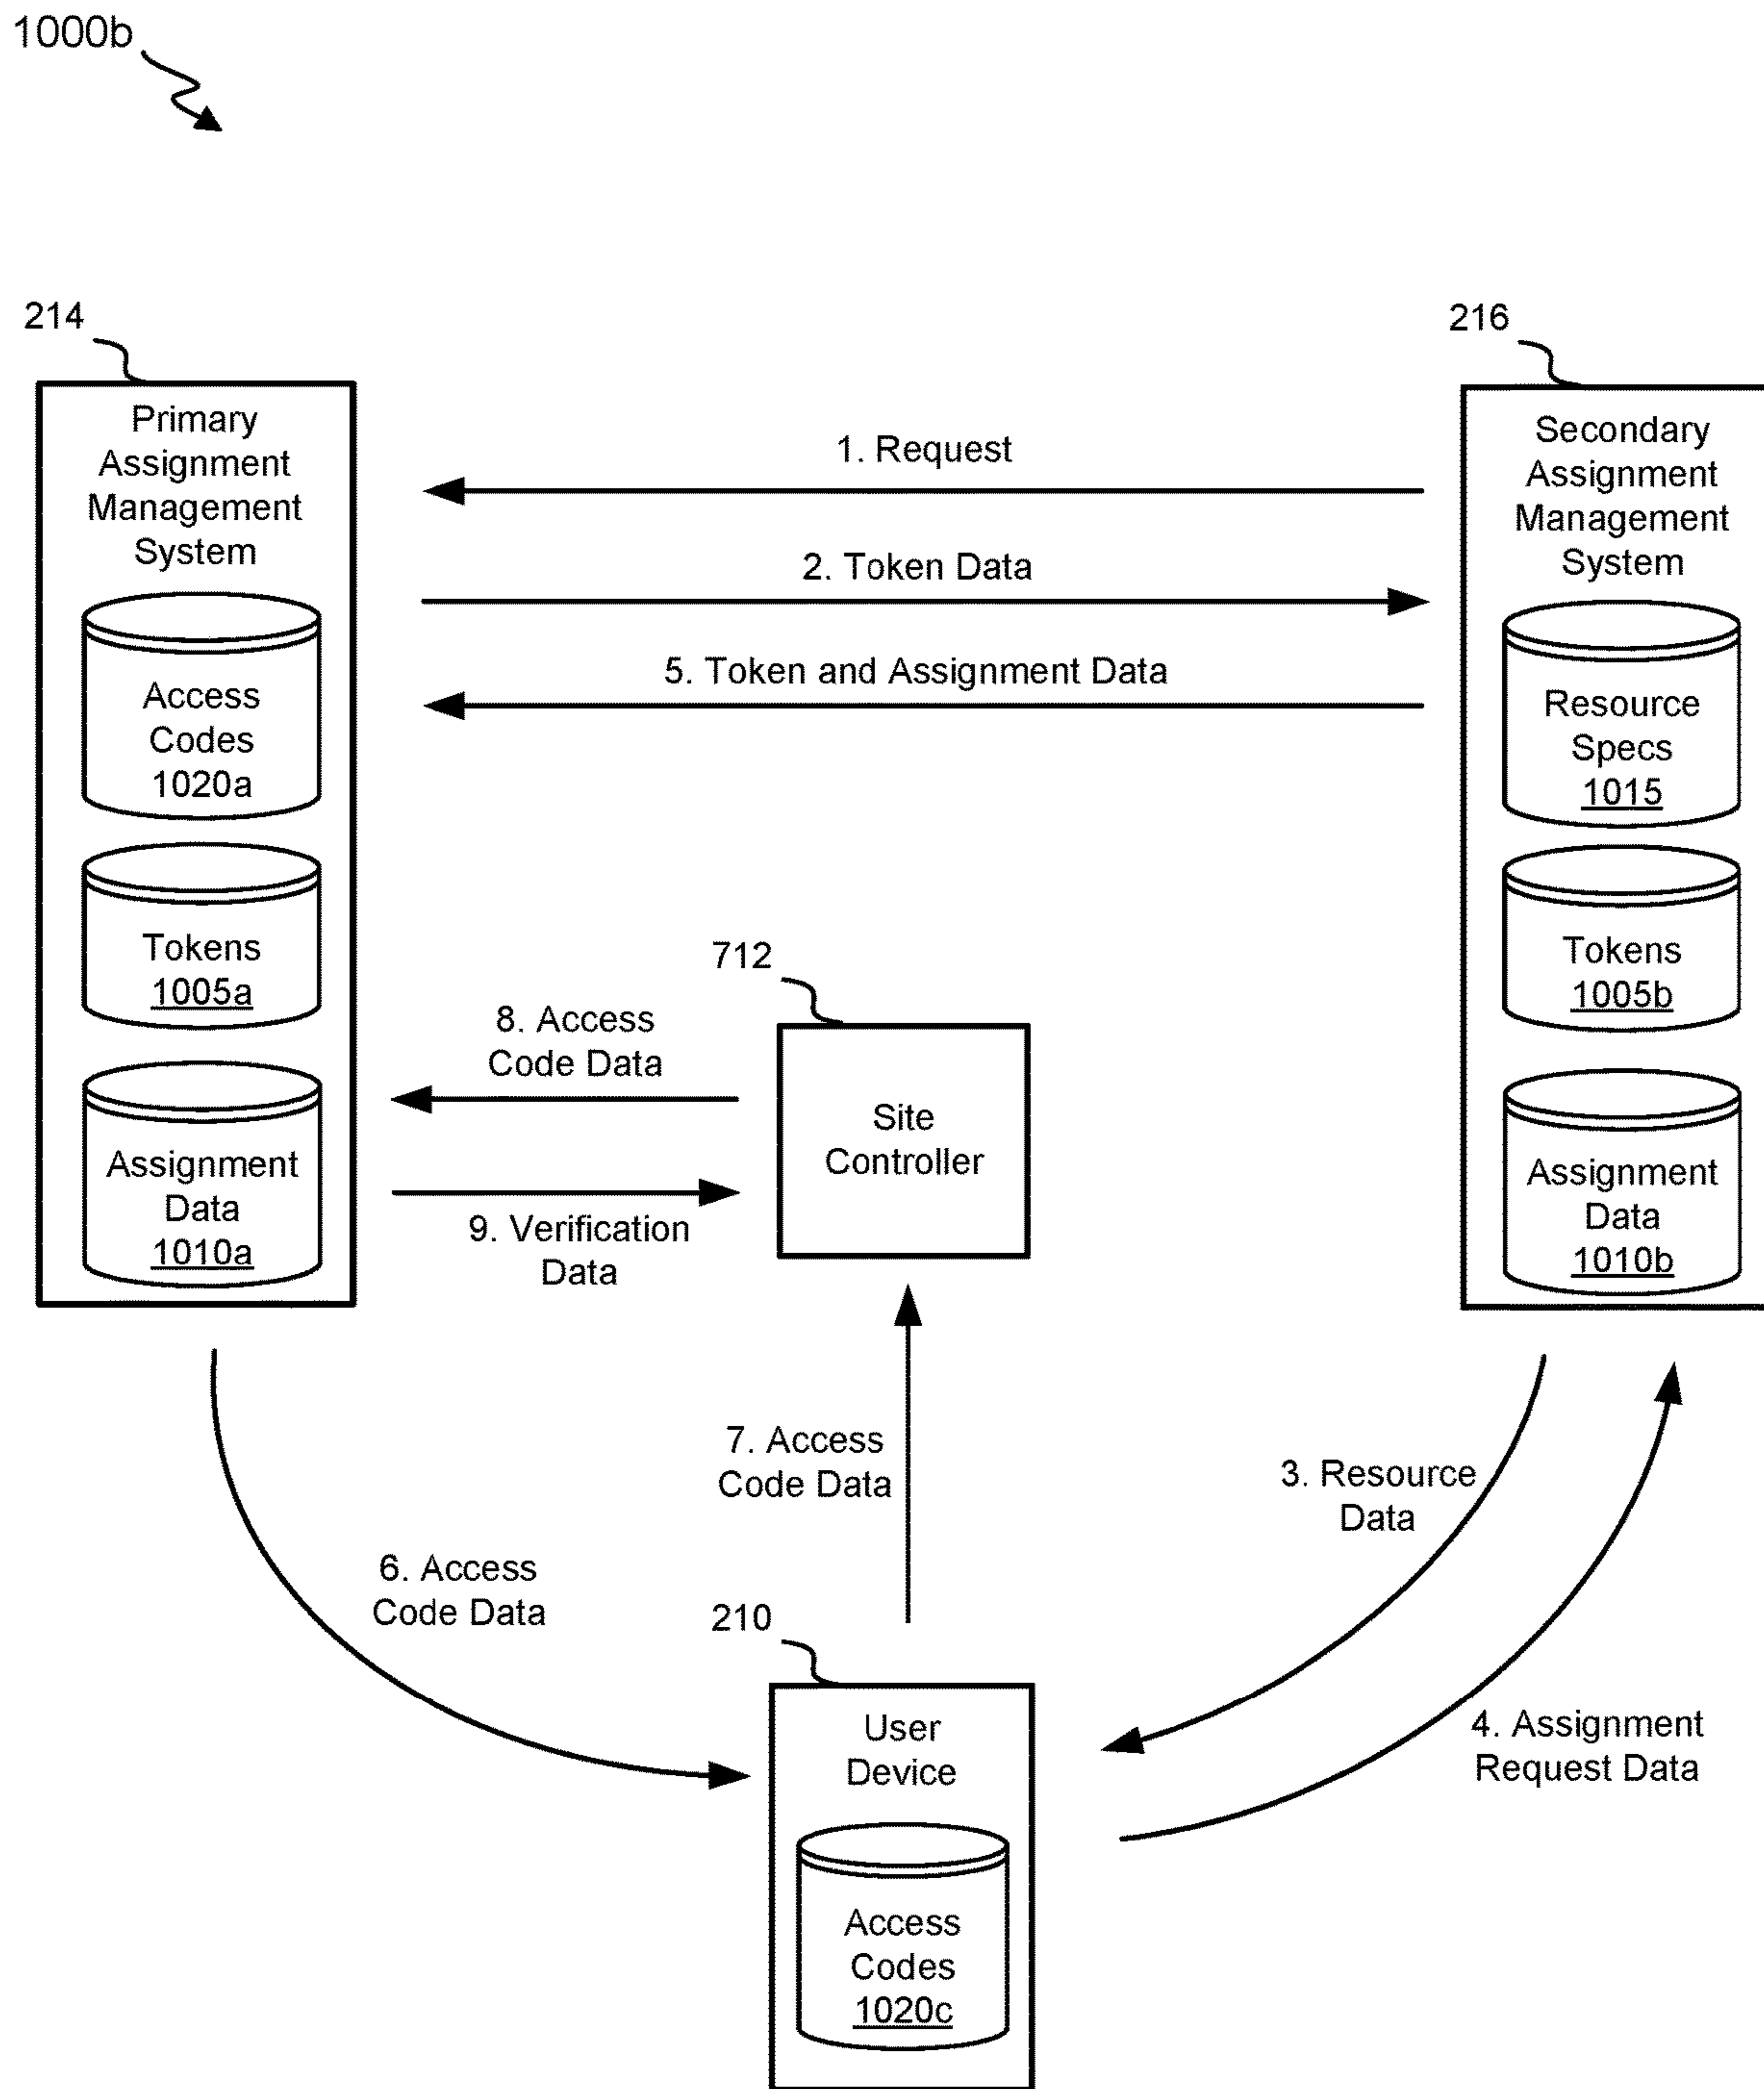 1000b
214
216
Primary
Assignment
Management
System
Access
Codes
1020a
Tokens
1005a
Assignment
Data
1010a
1. Request
2. Token Data
5. Token and Assignment Data
Secondary
Assignment
Management
System
Resource
Specs
1015
Tokens
1005b
Assignment
Data
1010b
712
8. Access
Code Data
9. Verification
Data
Site
Controller
7. Access
Code Data
3. Resource
Data
6. Access
Code Data
4. Assignment
Request Data
210
User
Device
Access
Codes
1020c